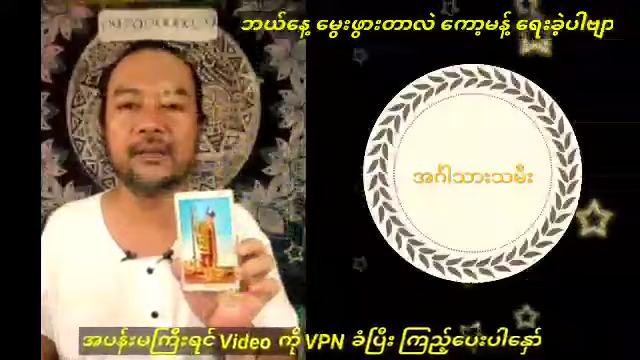 ဘယ်နေ့ မွေးဖွားတာလဲ ကော့မန့် ရေးခဲ့ပါဗျာ
အင်္ဂါသားသမီး
အပန်းမကြီးရင် Video ကို VPN ခံပြီး ကြည့်ပေးပါနှော်